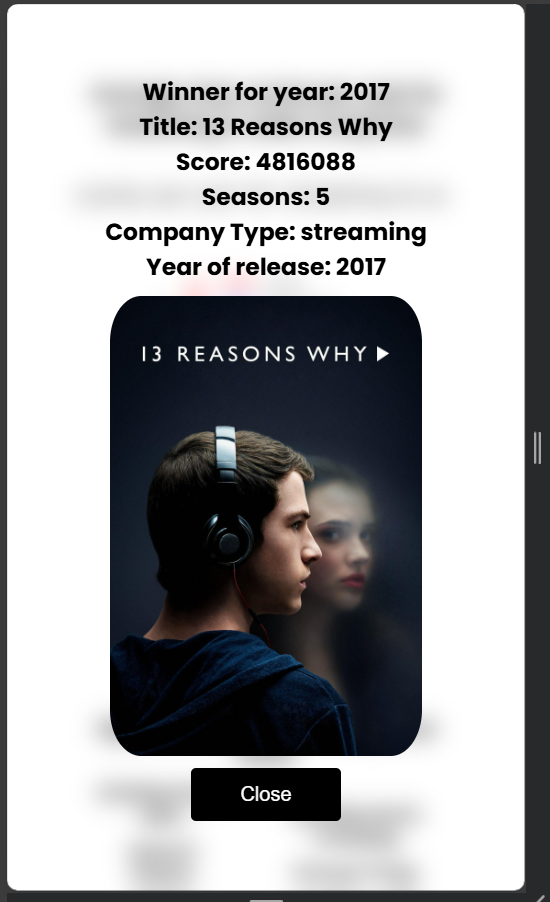 Winner for year: 2017
Title: 13 Reasons Why
Score: 4816088
Seasons: 5
Company Type: streaming
Year of release: 2017
13 REASONS WHY
Close